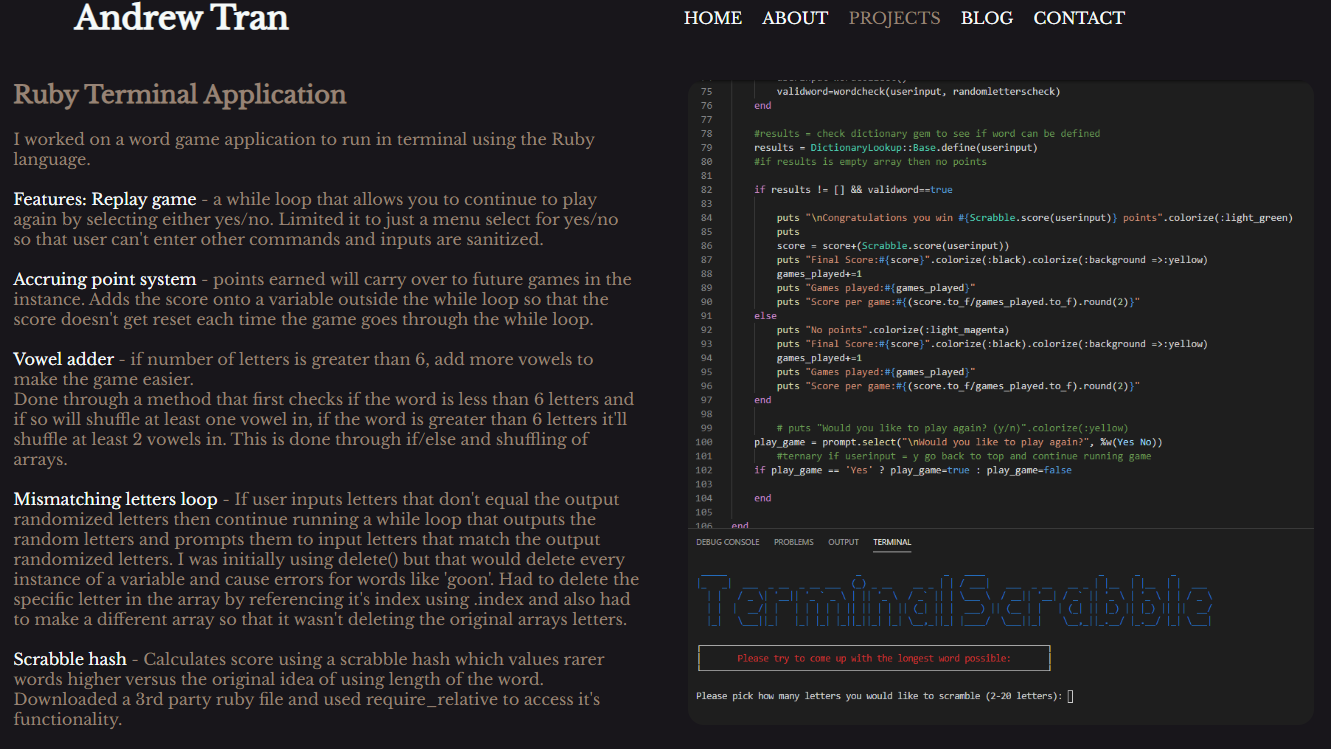 Andrew Tran
HOME ABOUT PROJECTS BLOG CONTACT
Ruby Terminal Application
I worked on a word game application to run in terminal using the Ruby
language.
Features: Replay game - a while loop that allows you to continue to play
again by selecting either yes/no. Limited it to just a menu select for yes/no
so that user can't enter other commands and inputs are sanitized.
Accruing point system - points earned will carry over to future games in the
instance. Adds the score onto a variable outside the while loop so that the
score doesn't get reset each time the game goes through the while loop.
Vowel adder - if number of letters is greater than 6, add more vowels to
make the game easier.
Done through a method that first checks if the word is less than 6 letters and
if so will shuffle at least one vowel in, if the word is greater than 6 letters it'll
shuffle at least 2 vowels in. This is done through if/else and shuffling of
arrays.
Mismatching letters loop - If user inputs letters that don't equal the output
randomized letters then continue running a while loop that outputs the
random letters and prompts them to input letters that match the output
randomized letters. I was initially using delete() but that would delete every
instance of a variable and cause errors for words like 'goon'. Had to delete the
specific letter in the array by referencing it's index using .index and also had
to make a different array so that it wasn't deleting the original arrays letters.
Scrabble hash - Calculates score using a scrabble hash which values rarer
words higher versus the original idea of using length of the word.
Downloaded a 3rd party ruby file and used require_relative to access it's
functionality.
75 validword=wordcheck(userinput, randomletterscheck)
76 end
77
78 #results = check dictionary gem to see if word can be defined
79 results = DictionaryLookup::Base.define(userinput)
80 #if results is empty array then no points
81
82 if results != [] && validword==true
83
84 puts "\nCongratulations you win #{Scrabble.score(userinput)} points".colorize(:light_green)
85 puts
86 score = score+(Scrabble.score(userinput))
87 puts "Final Score:#{score}".colorize(:black).colorize(:background =>:yellow)
88 games_played+=1
89 puts "Games played:#{games_played}"
90 puts "Score per game:#{(score.to_f/games_played.to_f).round(2)}"
91 else
92 puts "No points".colorize(:light_magenta)
93 puts "Final Score:#{score}".colorize(:black).colorize(:background =>:yellow)
94 games_played+=1
95 puts "Games played:#{games_played}"
96 puts "Score per game:#{(score.to_f/games_played.to_f).round(2)}"
97 end
98
99 # puts "Would you like to play again? (y/n)".colorize(:yellow)
100 play_game = prompt.select("\nWould you like to play again?", %w(Yes No))
101 #ternary if userinput = y go back to top and continue running game
102 if play_game == 'Yes' ? play_game=true : play_game=false
103
104 end
105
106 end
DEBUG CONSOLE PROBLEMS OUTPUT TERMINAL
TerminalScrabble
Please try to come up with the longest word possible:
Please pick how many letters you would like to scramble (2-20 letters):